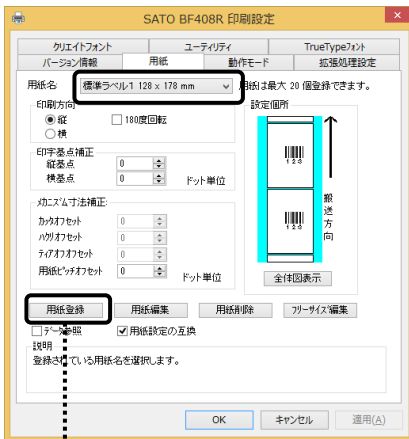 SATO BF408R 印刷設定
クリエイトフォント ユーティリティ TrueTypeフォント
バージョン情報 用紙 動作モード 拡張処理設定
用紙名 標準ラベル1 128 x 178 mm 用紙は最大 20 個登録できます。
印刷方向
縦 180度回転
横
設定個所
印字基点補正
縦基点 0
横基点 0 ドット単位
メカニズム寸法補正:
カッタオフセット 0
ハクリオフセット 0
ティアオフオフセット 0
用紙ピッチオフセット 0 ドット単位
123
123
搬送方向
全体図表示
用紙登録 用紙編集 用紙削除 フリーサイズ編集
データ参照 用紙設定の互換
説明
登録されている用紙名を選択します。
OK キャンセル 適用(A)